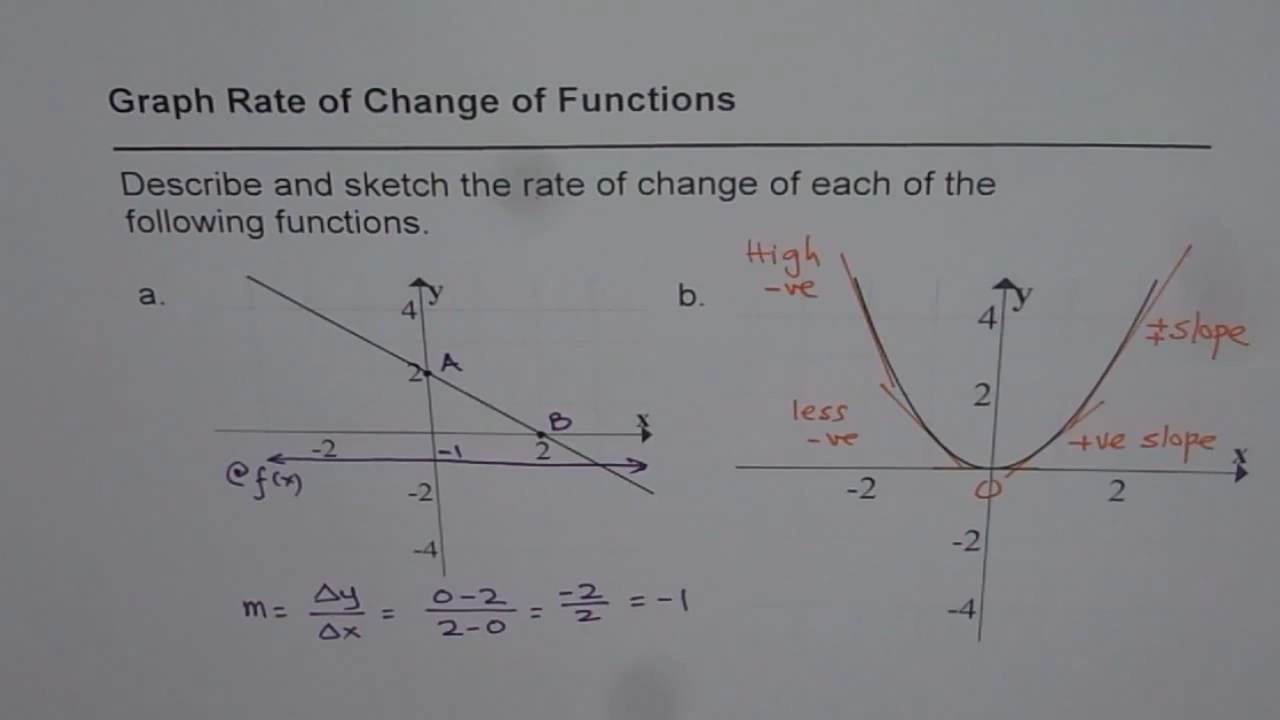 Graph Rate of Change of Functions
Describe and sketch the rate of change of each of the
following functions.
a.
y
4
2
A
B
x
-2
-1
2
@f(x)
-2
-4
m = Δy/Δx = 0-2/2-0 = -2/2 = -1
b.
High
-ve
y
4
+slope
2
less
-ve
+ve slope
x
-2
0
2
-2
-4